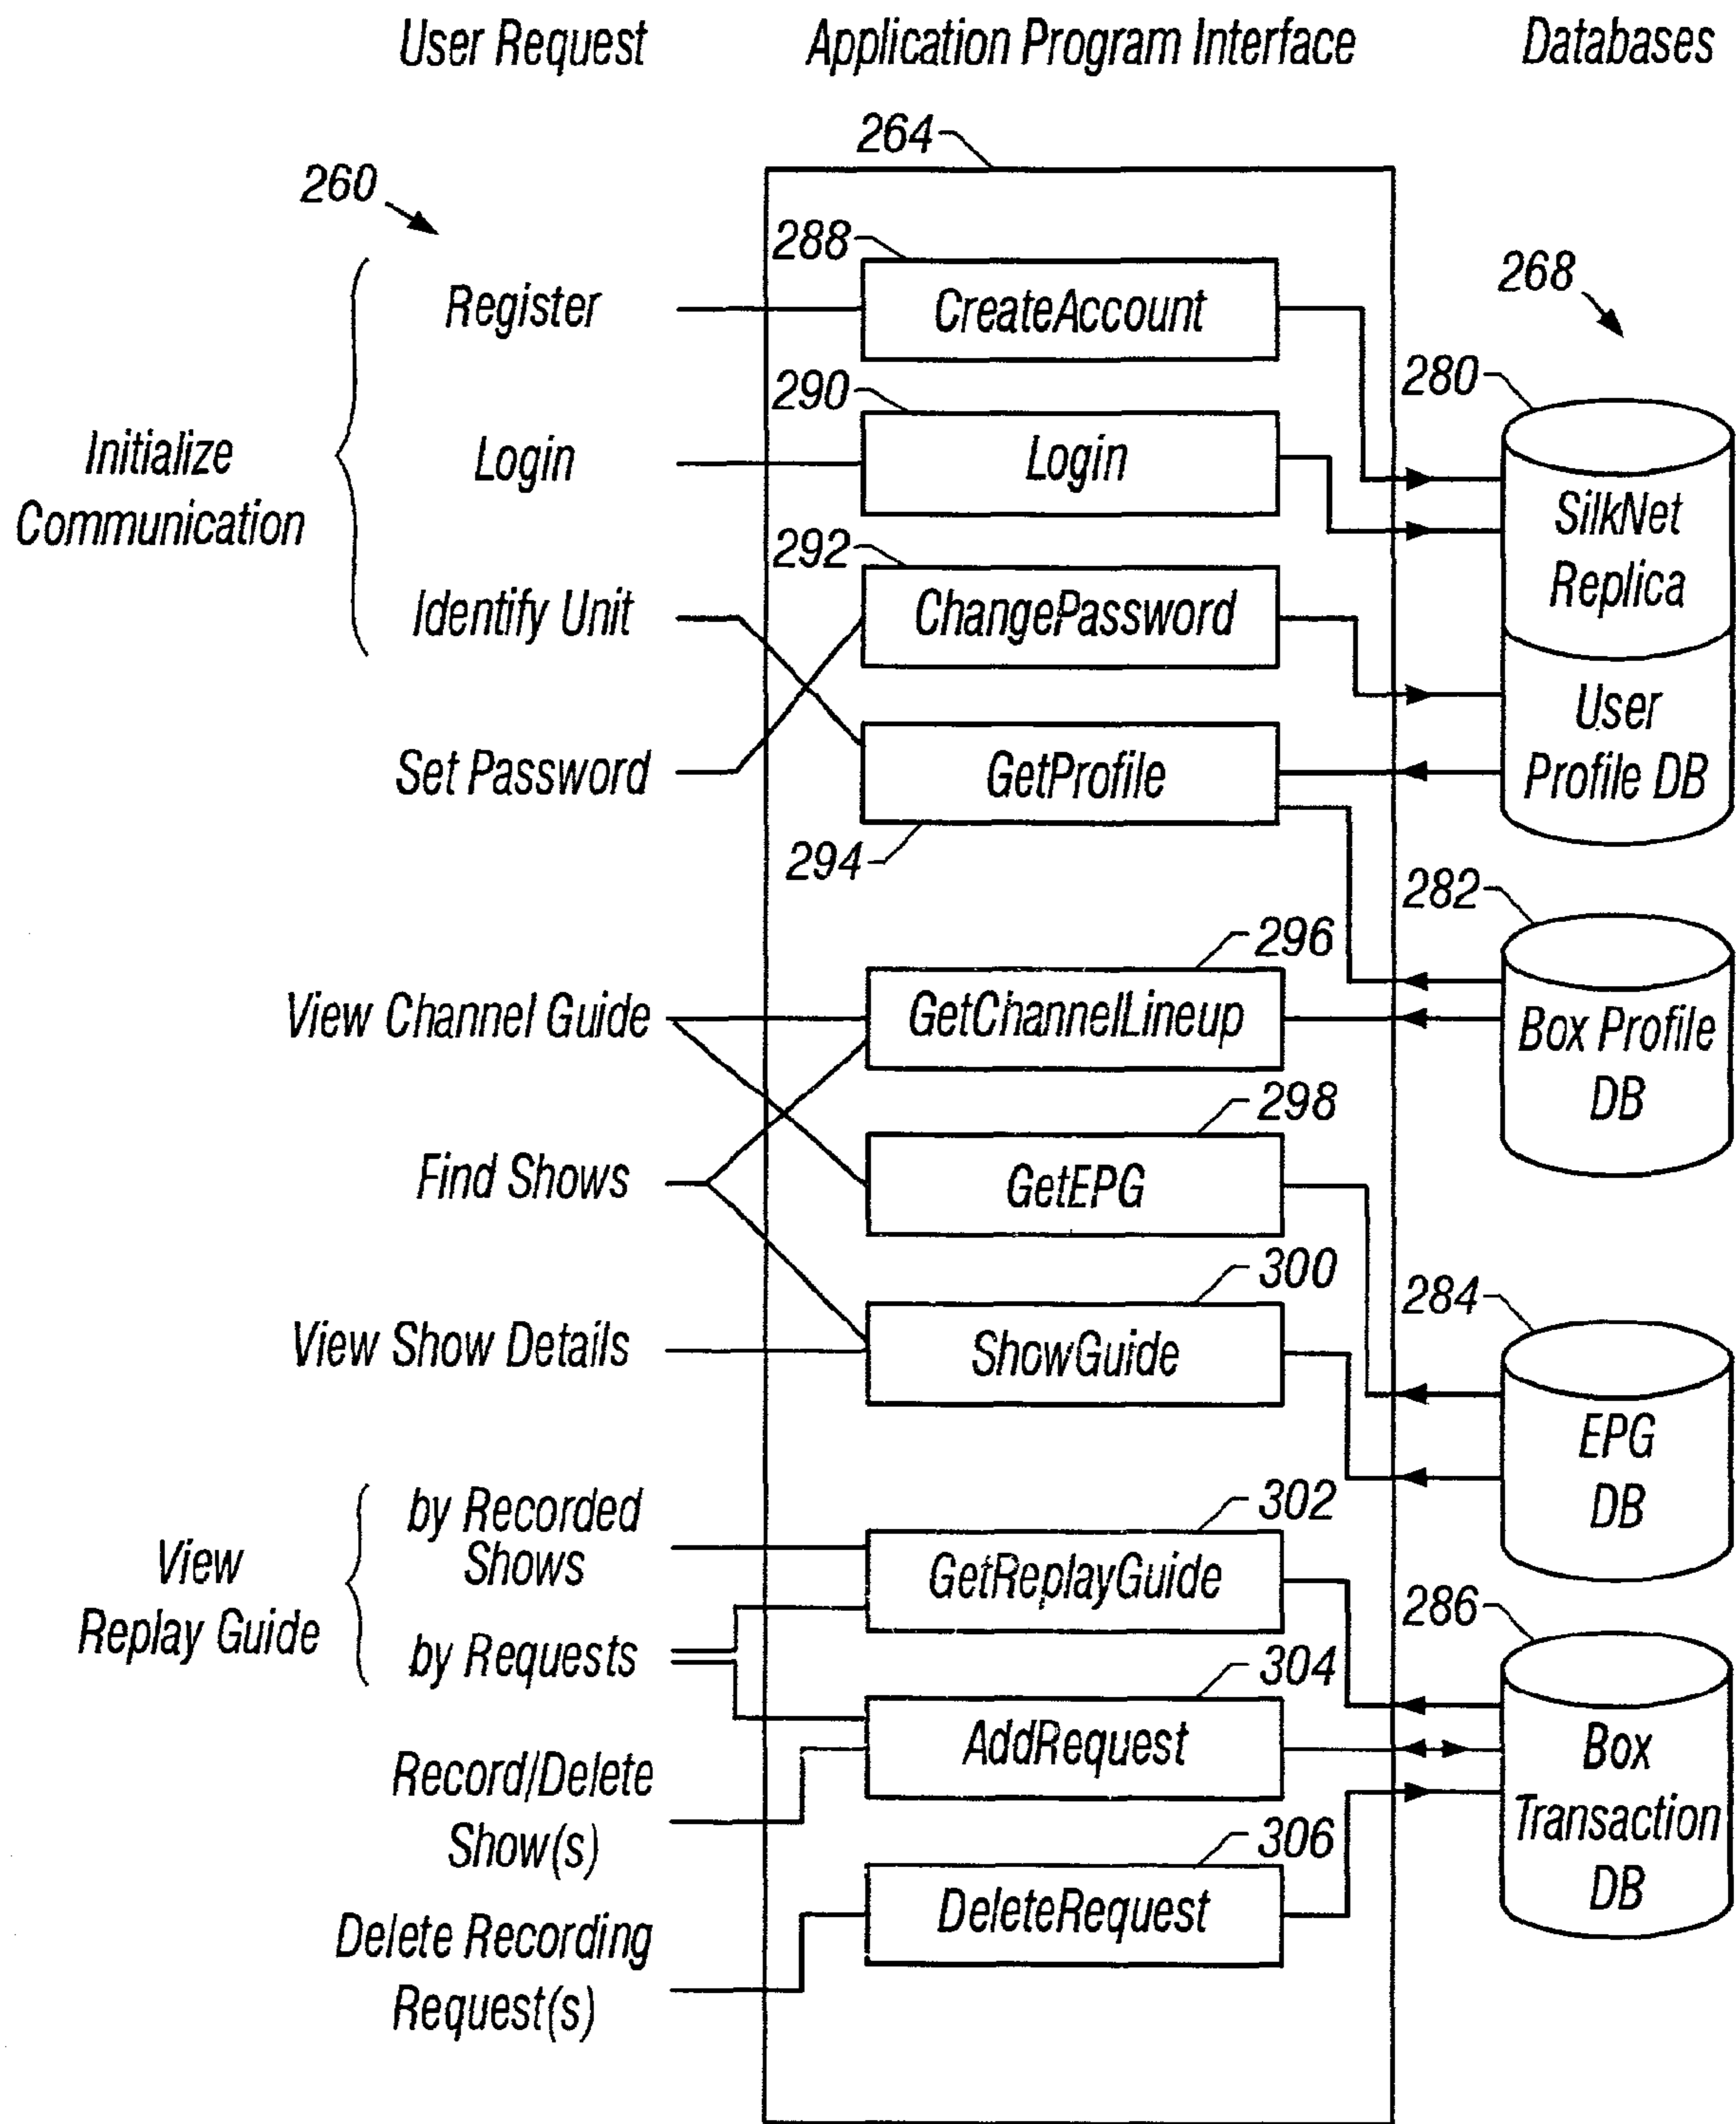 User Request
Application Program Interface
Databases
264
260
288
Register
CreateAccount
268
280
290
Login
Login
Initialize
Communication
SilkNet
Replica
292
Identify Unit
ChangePassword
User
Profile DB
Set Password
GetProfile
294
282
296
View Channel Guide
GetChannelLineup
Box Profile
DB
298
Find Shows
GetEPG
300
284
View Show Details
ShowGuide
EPG
DB
302
by Recorded
Shows
GetReplayGuide
View
Replay Guide
286
by Requests
304
AddRequest
Box
Transaction
DB
Record/Delete
Show(s)
306
DeleteRequest
Delete Recording
Request(s)